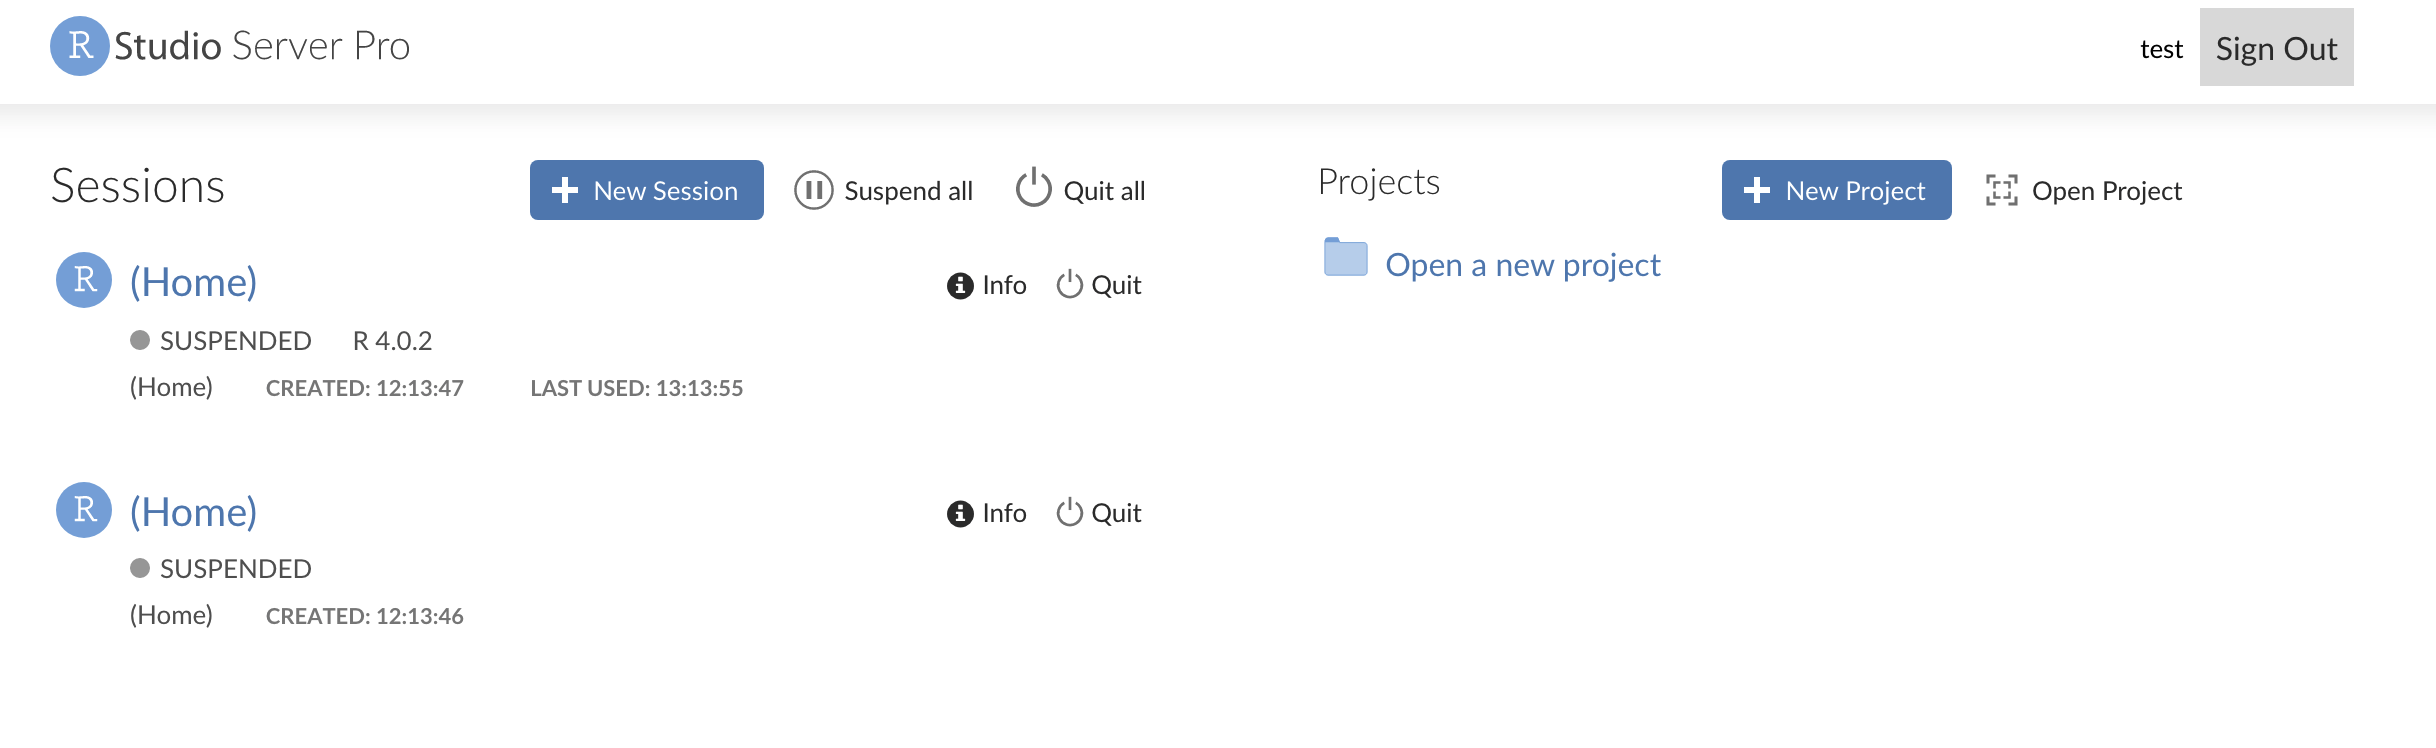 R Studio Server Pro
test Sign Out
Sessions
New Session Suspend all Quit all
R (Home)
Info Quit
SUSPENDED R 4.0.2
(Home) CREATED: 12:13:47 LAST USED: 13:13:55
R (Home)
Info Quit
SUSPENDED
(Home) CREATED: 12:13:46
Projects
New Project Open Project
Open a new project